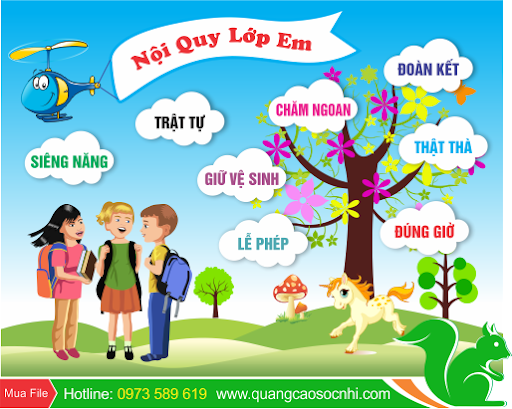 Nội Quy Lớp Em
ĐOÀN KẾT
TRẬT TỰ
CHĂM NGOAN
THẬT THÀ
SIÊNG NĂNG
GIỮ VỆ SINH
LỄ PHÉP
ĐÚNG GIỜ
Mua File
Hotline: 0973 589 619 www.quangcaosocnhi.com